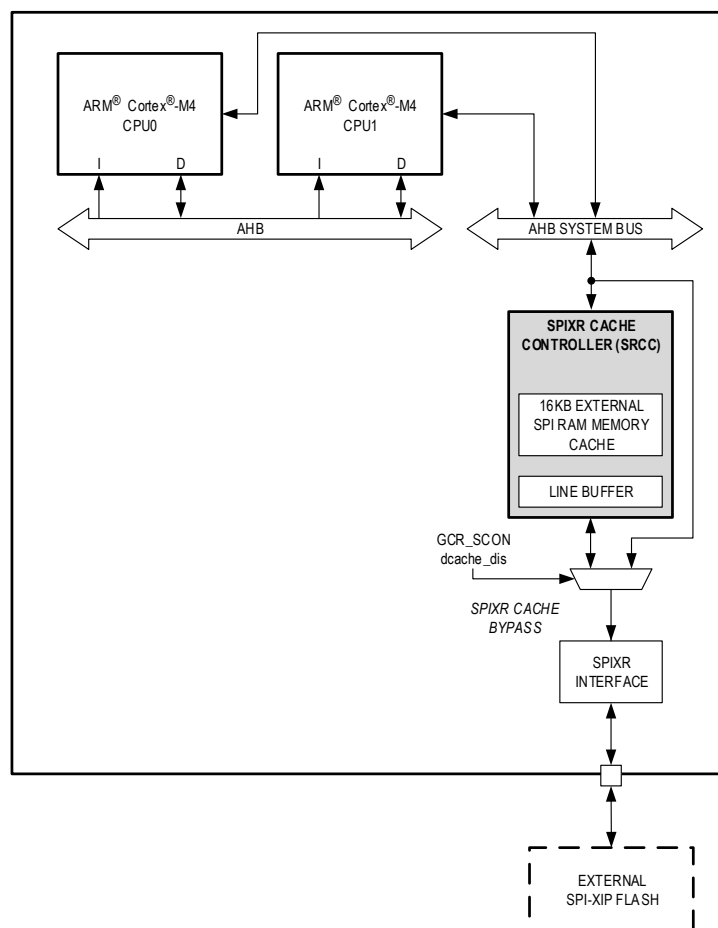 ARM® Cortex®-M4
CPU0
I D
ARM® Cortex®-M4
CPU1
I D
AHB
AHB SYSTEM BUS
SPIXR CACHE
CONTROLLER (SRCC)
16KB EXTERNAL
SPI RAM MEMORY
CACHE
LINE BUFFER
GCR_SCON
dcache_dis
SPIXR CACHE
BYPASS
SPIXR
INTERFACE
EXTERNAL
SPI-XIP FLASH